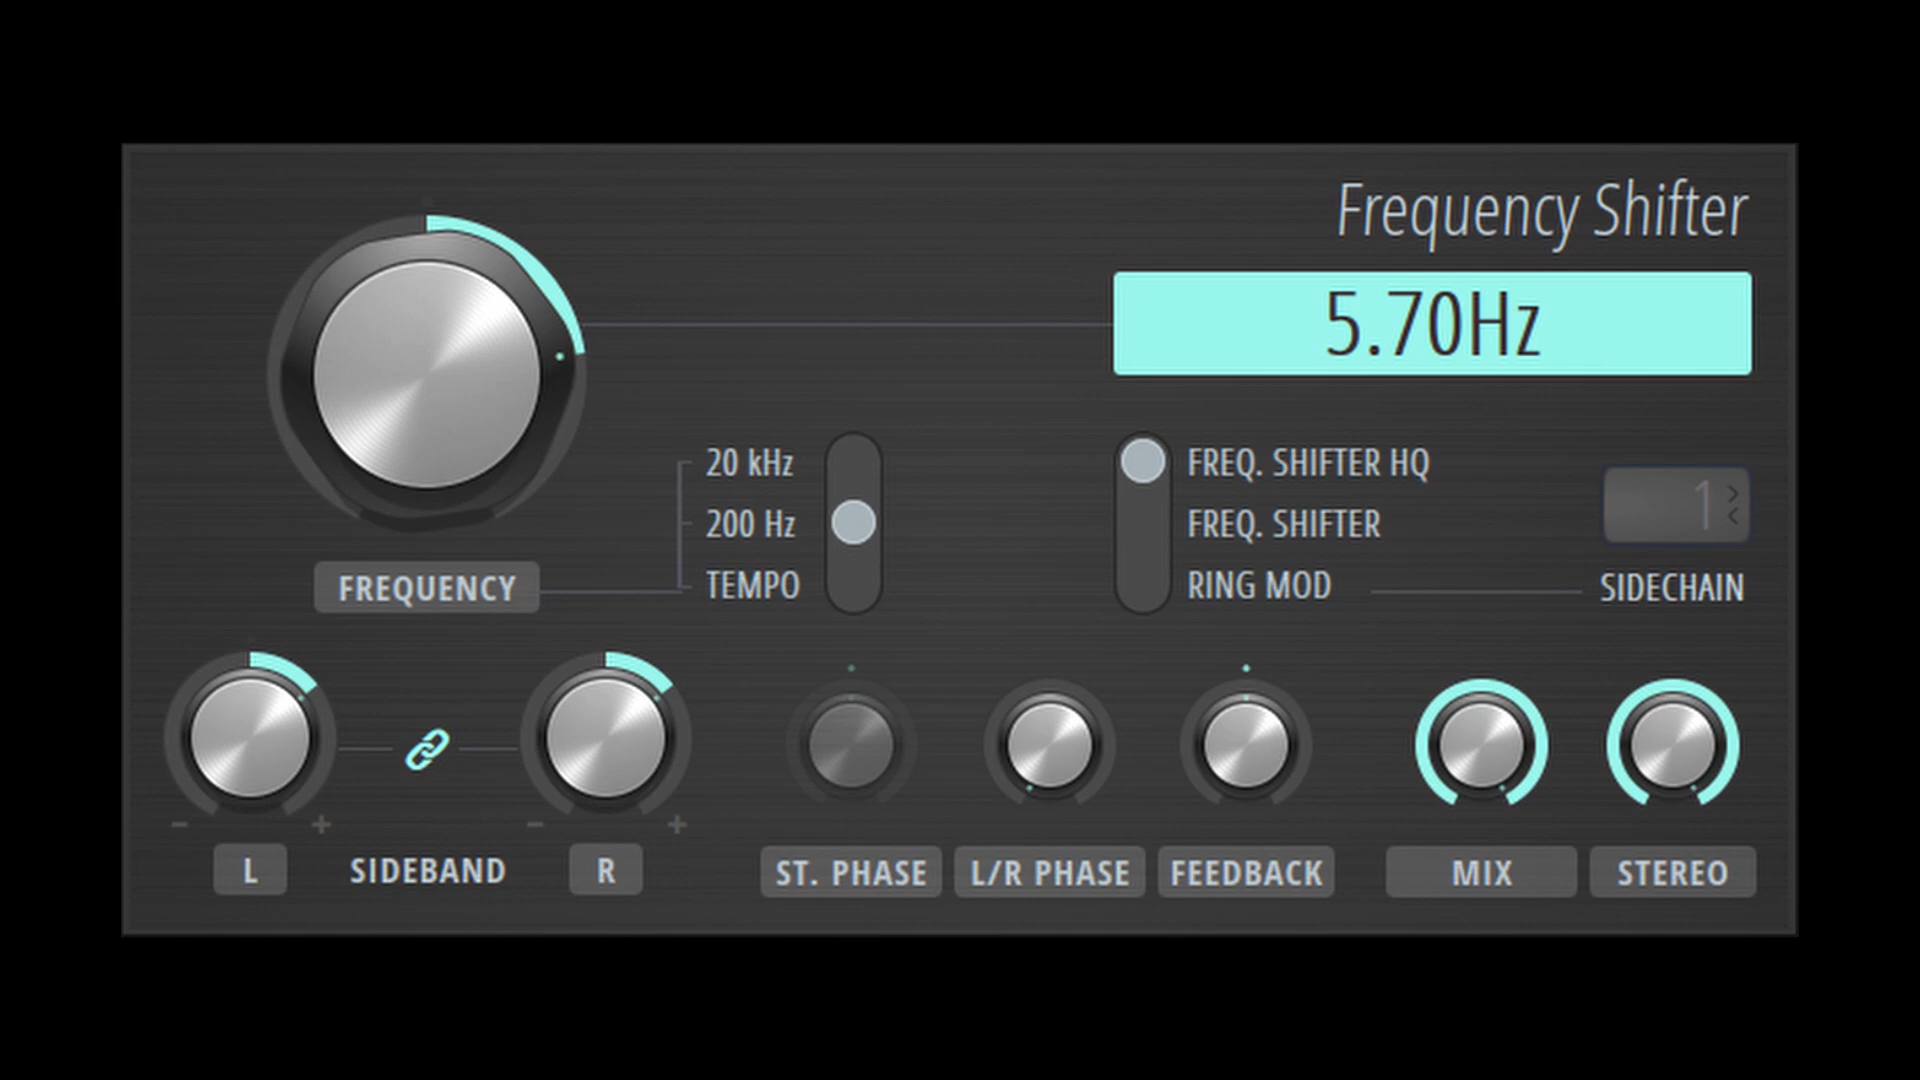 Frequency Shifter
5.70Hz
20 kHz
200 Hz
TEMPO
FREQUENCY
FREQ. SHIFTER HQ
FREQ. SHIFTER
RING MOD
1
SIDECHAIN
- +
- +
L SIDEBAND R
ST. PHASE
L/R PHASE
FEEDBACK
MIX
STEREO